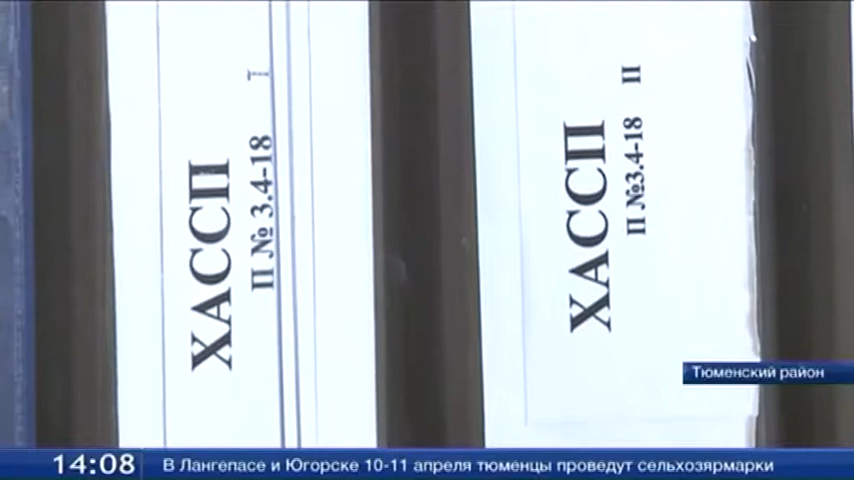 ХАССП
П № 3.4-18
ХАССП
П №3.4-18 II
Тюменский район
14:08
В Лангепасе и Югорске 10-11 апреля тюменцы проведут сельхозярмарки